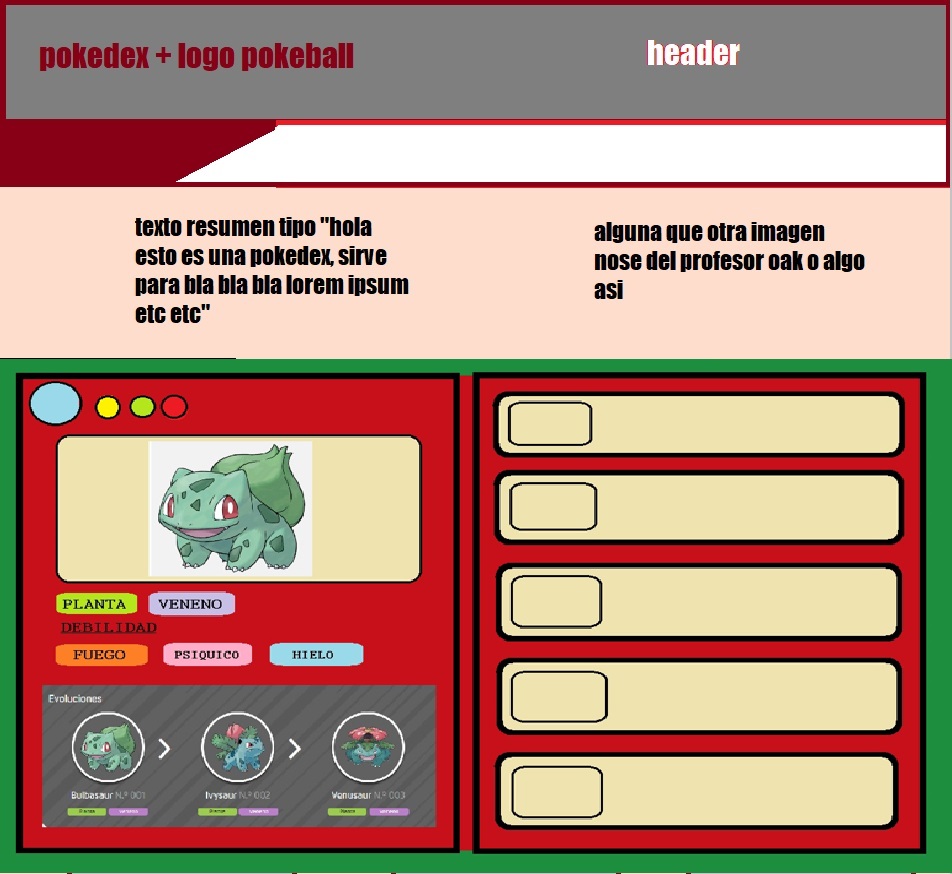 pokedex + logo pokeball
header
texto resumen tipo "hola
esto es una pokedex, sirve
para bla bla bla lorem ipsum
etc etc"
alguna que otra imagen
nose del profesor oak o algo
asi
PLANTA
VENENO
DEBILIDAD
FUEGO
PSIQUICO
HIELO
Evoluciones
Bulbasaur N.º 001
Ivysaur N.º 002
Venusaur N.º 003